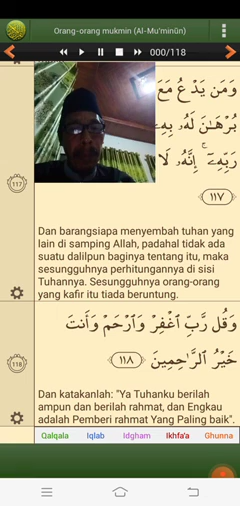 Orang-orang mukmin (Al-Mu'minūn)
000/118
وَمَن يَدْعُ مَعَ
بُرْهَـٰنَ لَهُۥ بِهِۦ
رَبِّهِۦٓ ۚ إِنَّهُۥ لَا
١١٧
117
Dan barangsiapa menyembah tuhan yang
lain di samping Allah, padahal tidak ada
suatu dalilpun baginya tentang itu, maka
sesungguhnya perhitungannya di sisi
Tuhannya. Sesungguhnya orang-orang
yang kafir itu tiada beruntung.
وَقُل رَّبِّ ٱغْفِرْ وَٱرْحَمْ وَأَنتَ
خَيْرُ ٱلرَّٰحِمِينَ ١١٨
118
Dan katakanlah: "Ya Tuhanku berilah
ampun dan berilah rahmat, dan Engkau
adalah Pemberi rahmat Yang Paling baik".
Qalqala Iqlab Idgham Ikhfa'a Ghunna